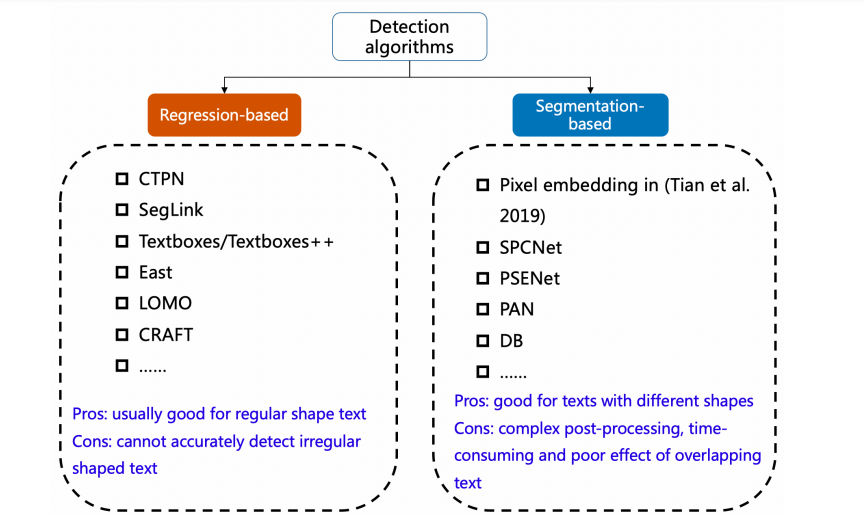 Detection
algorithms
Regression-based
Segmentation-
based
CTPN
SegLink
Textboxes/Textboxes++
East
LOMO
CRAFT
......
Pros: usually good for regular shape text
Cons: cannot accurately detect irregular
shaped text
Pixel embedding in (Tian et al.
2019)
SPCNet
PSENet
PAN
DB
......
Pros: good for texts with different shapes
Cons: complex post-processing, time-
consuming and poor effect of overlapping
text